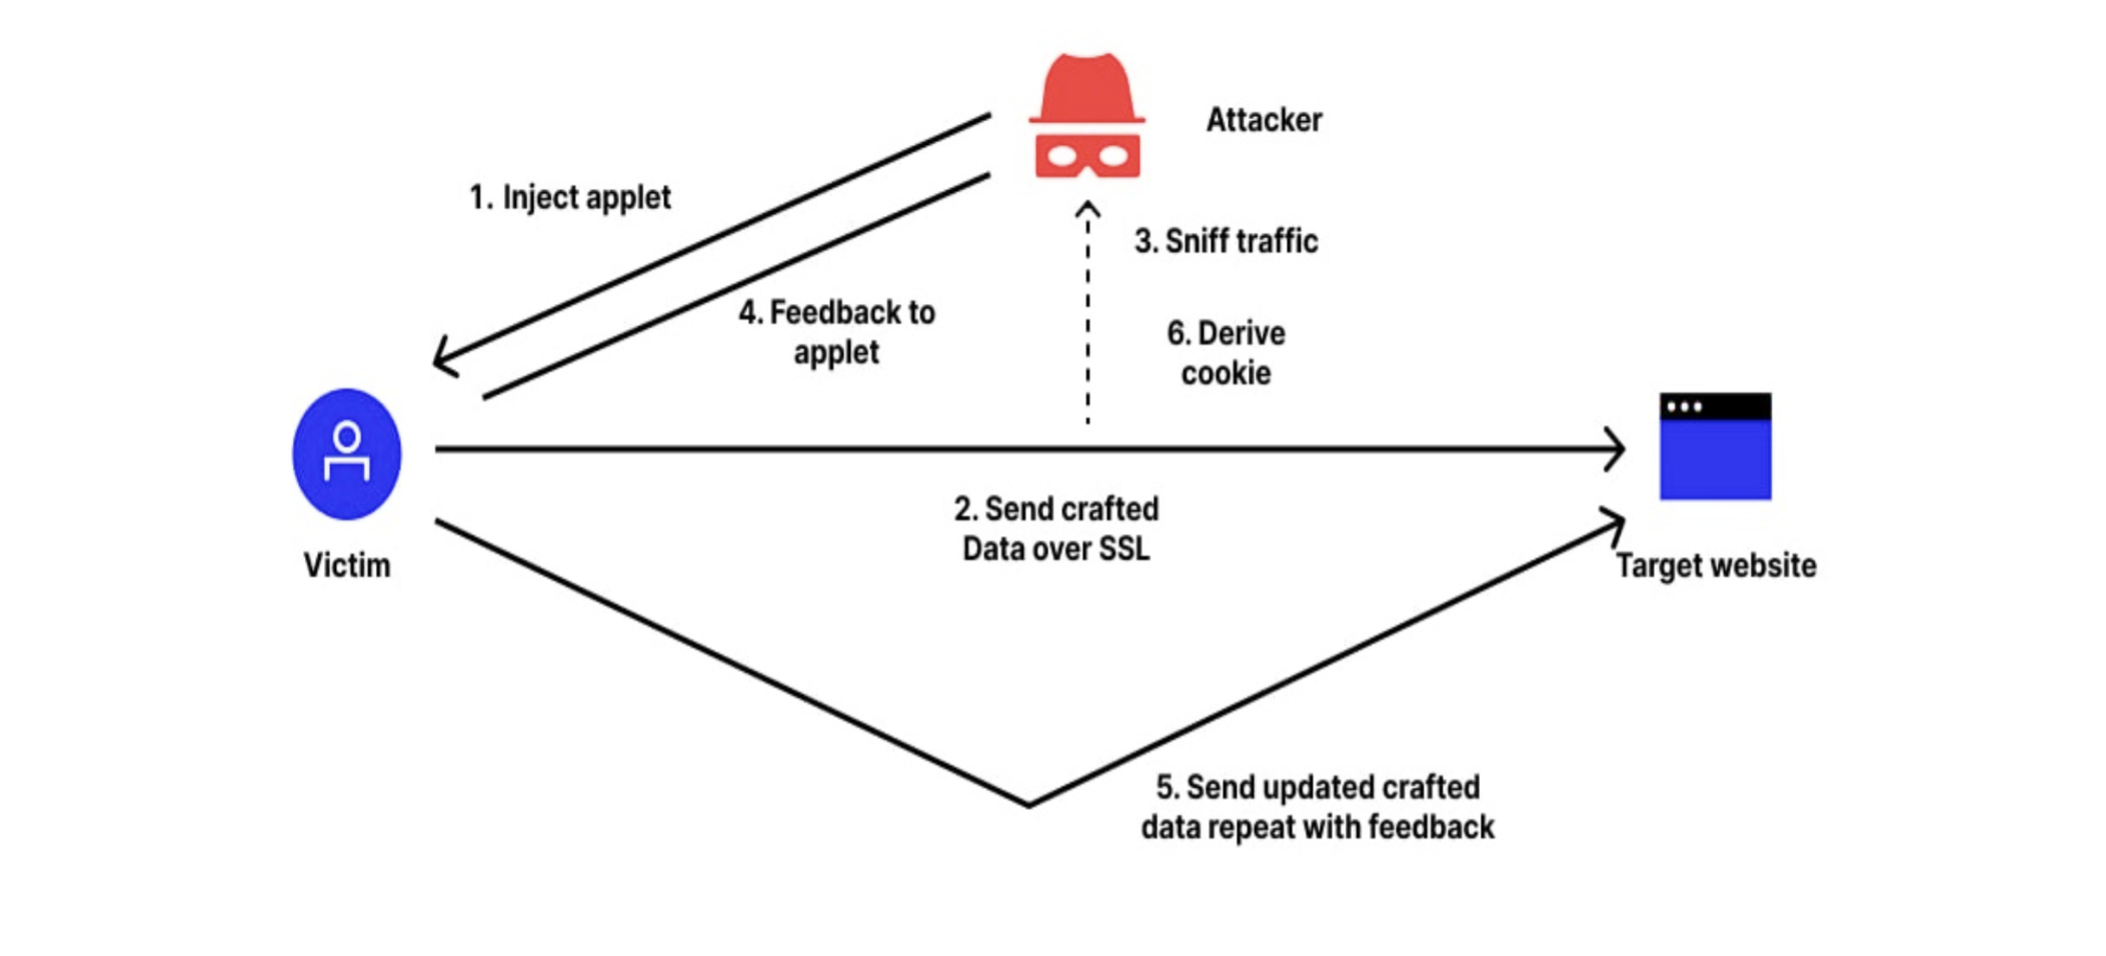 Attacker
1. Inject applet
3. Sniff traffic
4. Feedback to
applet
6. Derive
cookie
2. Send crafted
Data over SSL
Victim
Target website
5. Send updated crafted
data repeat with feedback